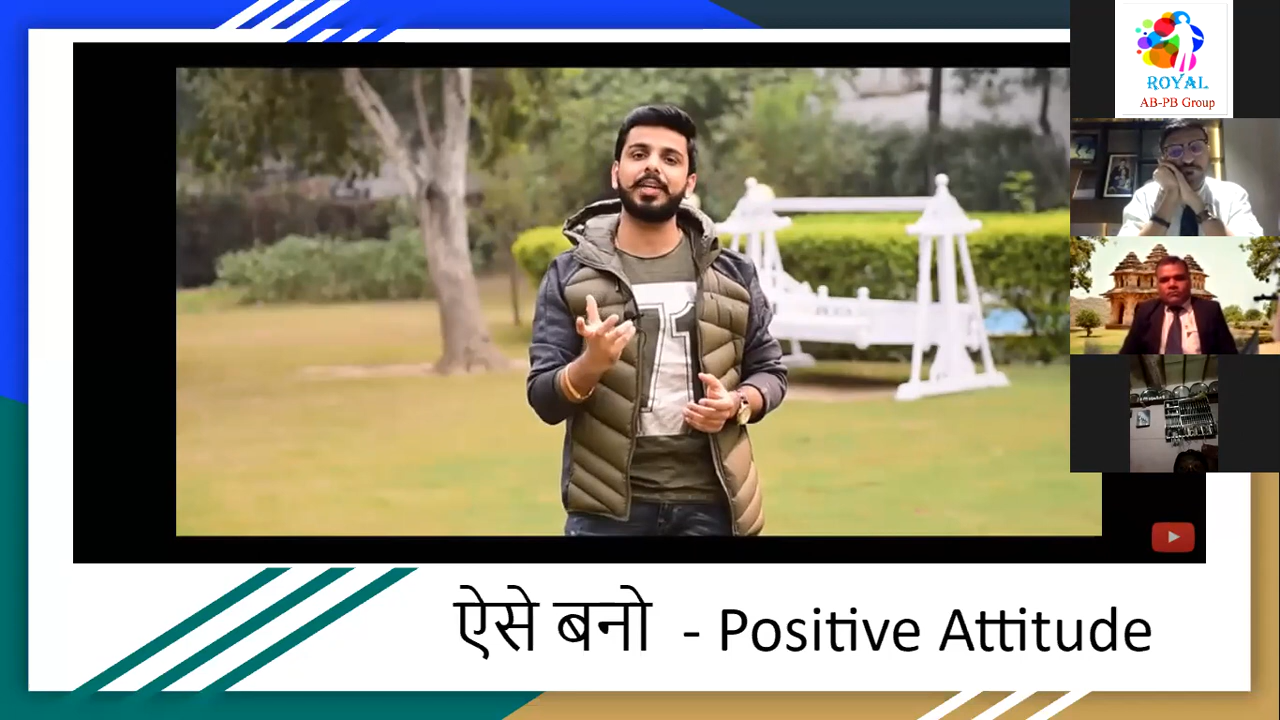 ROYAL
AB-PB Group
71
ऐसे बनो - Positive Attitude